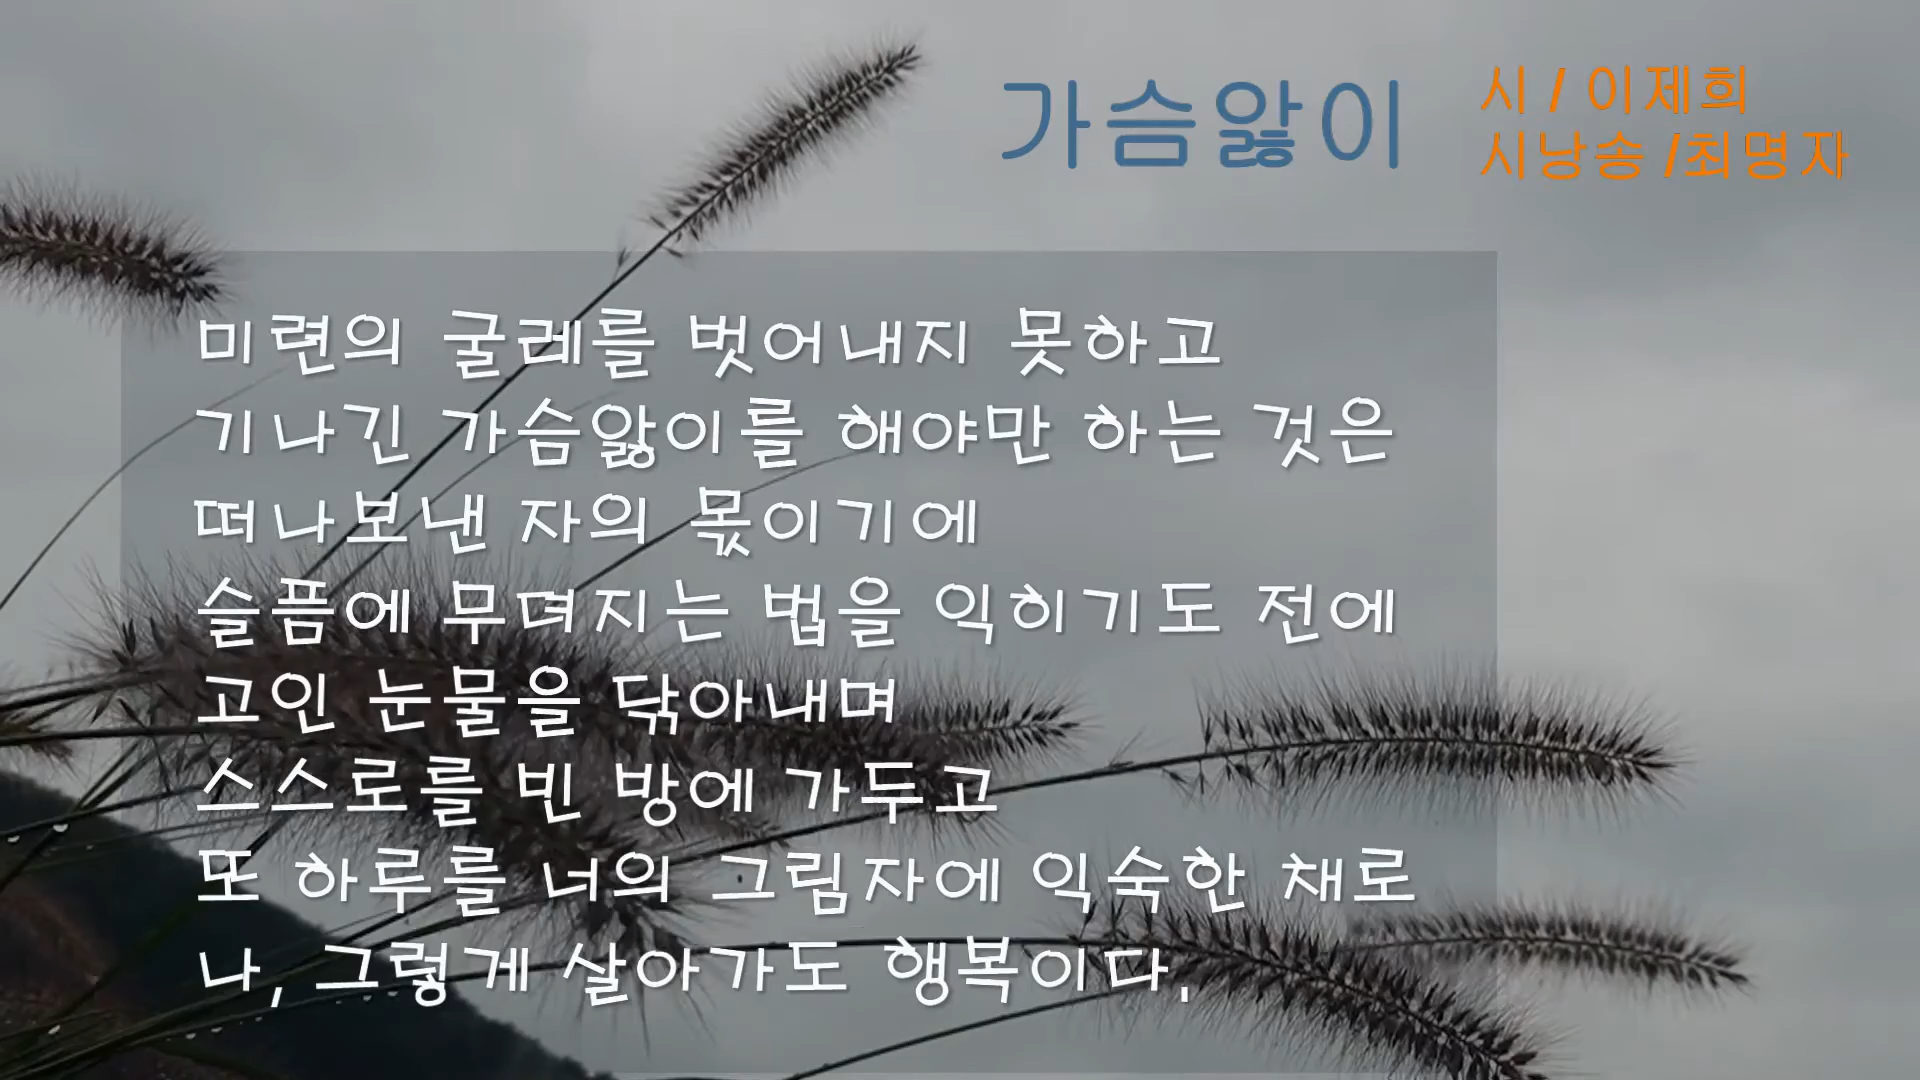 가슴앓이
시 / 이제희
시낭송 /최명자
미련의 굴레를 벗어내지 못하고
기나긴 가슴앓이를 해야만 하는 것은
떠나보낸 자의 몫이기에
슬픔에 무뎌지는 법을 익히기도 전에
고인 눈물을 닦아내며
스스로를 빈 방에 가두고
또 하루를 너의 그림자에 익숙한 채로
나, 그렇게 살아가도 행복이다.